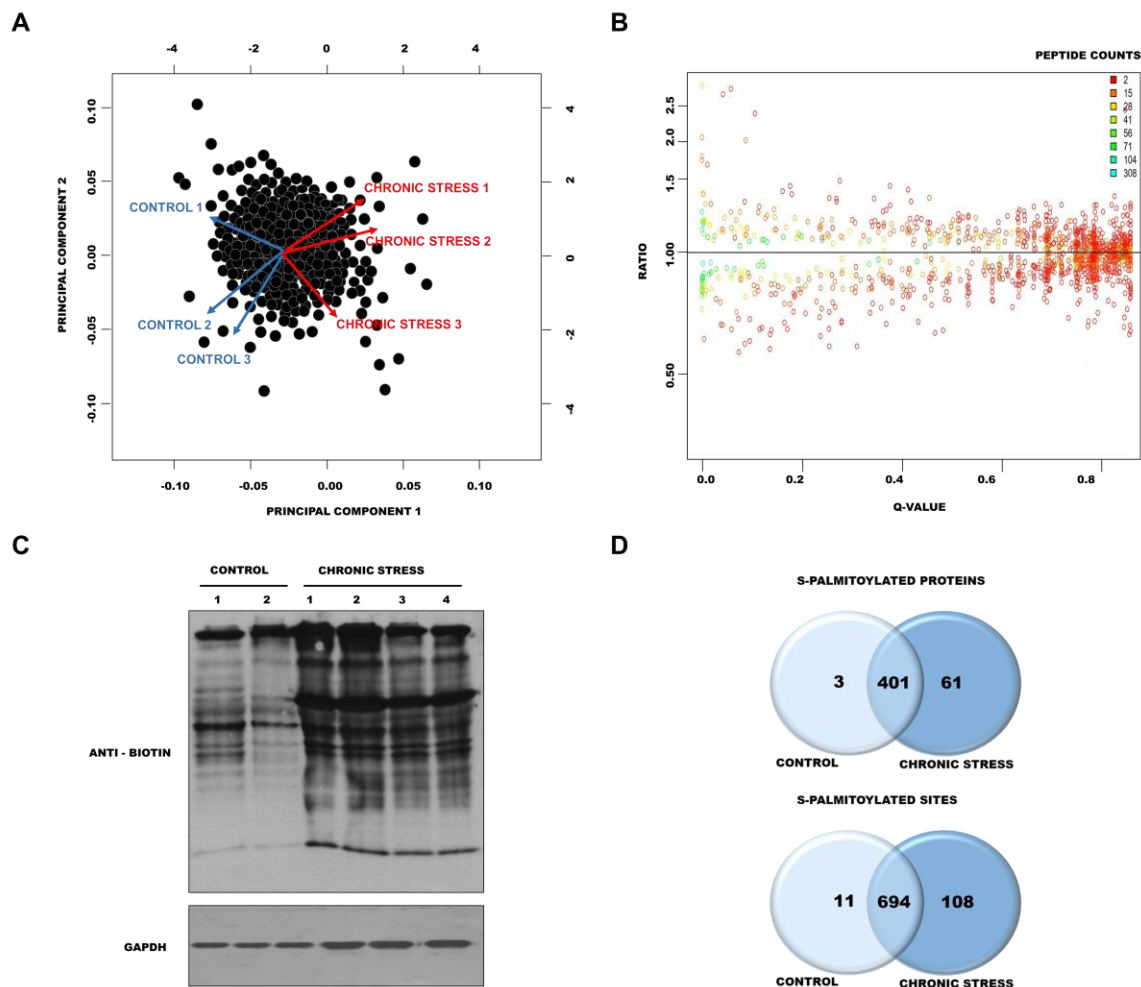 A
-4
-2
0
2
4
0.10
0.05
0.00
-0.05
-0.10
PRINCIPAL COMPONENT 2
4
2
0
-2
-4
CONTROL 1
CONTROL 2
CONTROL 3
CHRONIC STRESS 1
CHRONIC STRESS 2
CHRONIC STRESS 3
-0.10
-0.05
0.00
0.05
0.10
PRINCIPAL COMPONENT 1
B
PEPTIDE COUNTS
2
15
28
41
56
71
104
308
2.5
2.0
1.5
1.00
0.50
RATIO
0.0
0.2
0.4
0.6
0.8
Q-VALUE
C
CONTROL
CHRONIC STRESS
1 2 1 2 3 4
ANTI - BIOTIN
GAPDH
D
S-PALMITOYLATED PROTEINS
3 401 61
CONTROL
CHRONIC STRESS
S-PALMITOYLATED SITES
11 694 108
CONTROL
CHRONIC STRESS